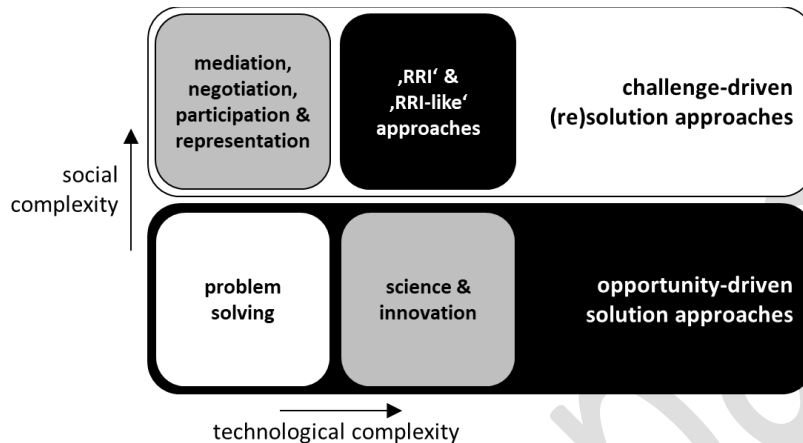 mediation,
negotiation,
participation &
representation
‚RRI‘ &
‚RRI-like‘
approaches
challenge-driven
(re)solution approaches
social
complexity
problem
solving
science &
innovation
opportunity-driven
solution approaches
technological complexity